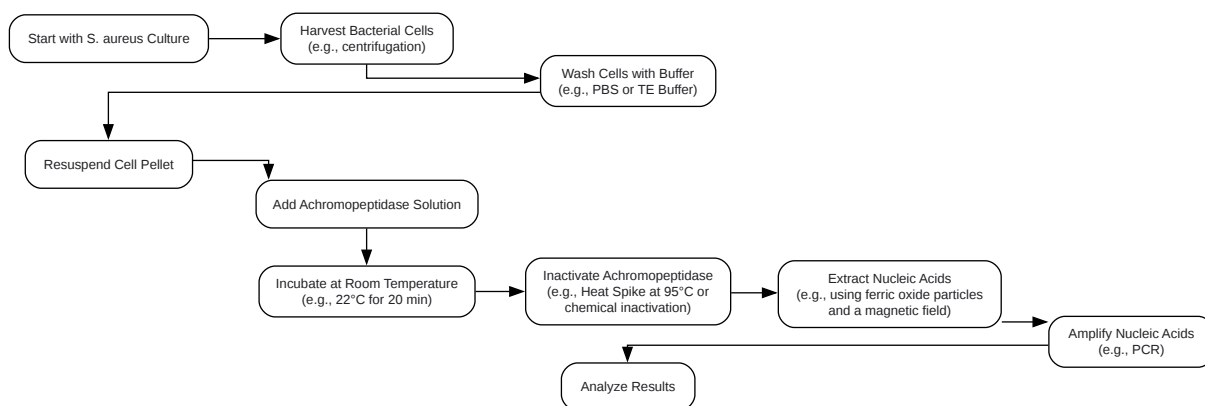 Start with S. aureus Culture
Harvest Bacterial Cells
(e.g., centrifugation)
Wash Cells with Buffer
(e.g., PBS or TE Buffer)
Resuspend Cell Pellet
Add Achromopeptidase Solution
Incubate at Room Temperature
(e.g., 22°C for 20 min)
Inactivate Achromopeptidase
(e.g., Heat Spike at 95°C or
chemical inactivation)
Extract Nucleic Acids
(e.g., using ferric oxide particles
and a magnetic field)
Amplify Nucleic Acids
(e.g., PCR)
Analyze Results